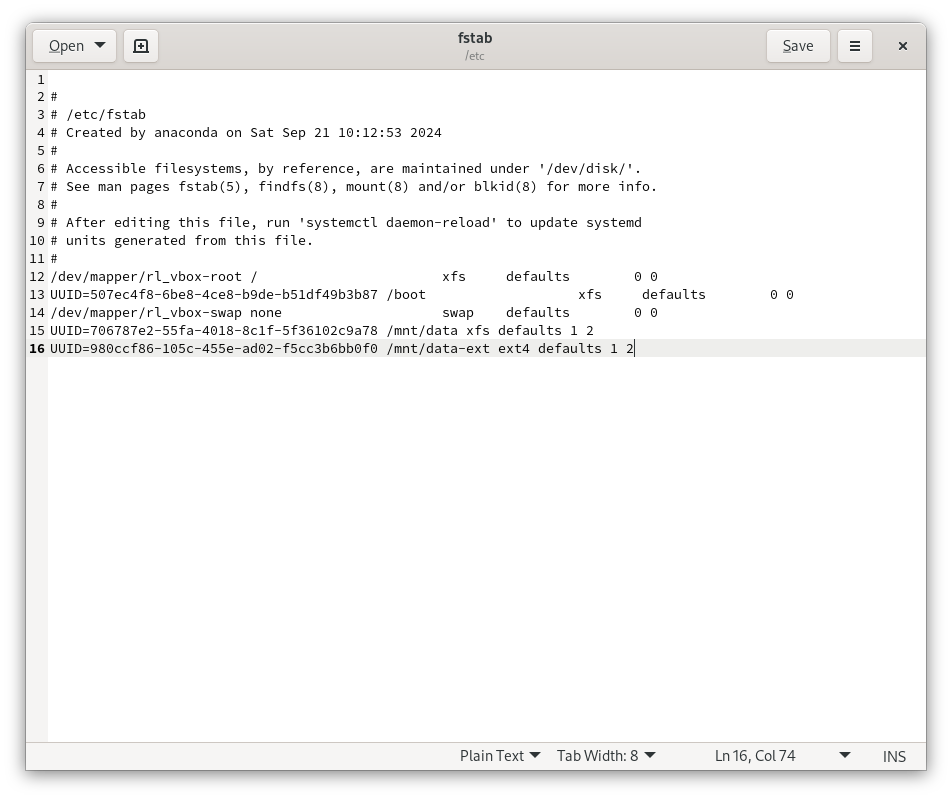 Open
fstab
/etc
Save
1
2 #
3 # /etc/fstab
4 # Created by anaconda on Sat Sep 21 10:12:53 2024
5 #
6 # Accessible filesystems, by reference, are maintained under '/dev/disk/'.
7 # See man pages fstab(5), findfs(8), mount(8) and/or blkid(8) for more info.
8 #
9 # After editing this file, run 'systemctl daemon-reload' to update systemd
10 # units generated from this file.
11 #
12 /dev/mapper/rl_vbox-root /                       xfs     defaults        0 0
13 UUID=507ec4f8-6be8-4ce8-b9de-b51df49b3b87 /boot                   xfs     defaults        0 0
14 /dev/mapper/rl_vbox-swap none                    swap    defaults        0 0
15 UUID=706787e2-55fa-4018-8c1f-5f36102c9a78 /mnt/data xfs defaults 1 2
16 UUID=980ccf86-105c-455e-ad02-f5cc3b6bb0f0 /mnt/data-ext ext4 defaults 1 2
Plain Text Tab Width: 8 Ln 16, Col 74 INS